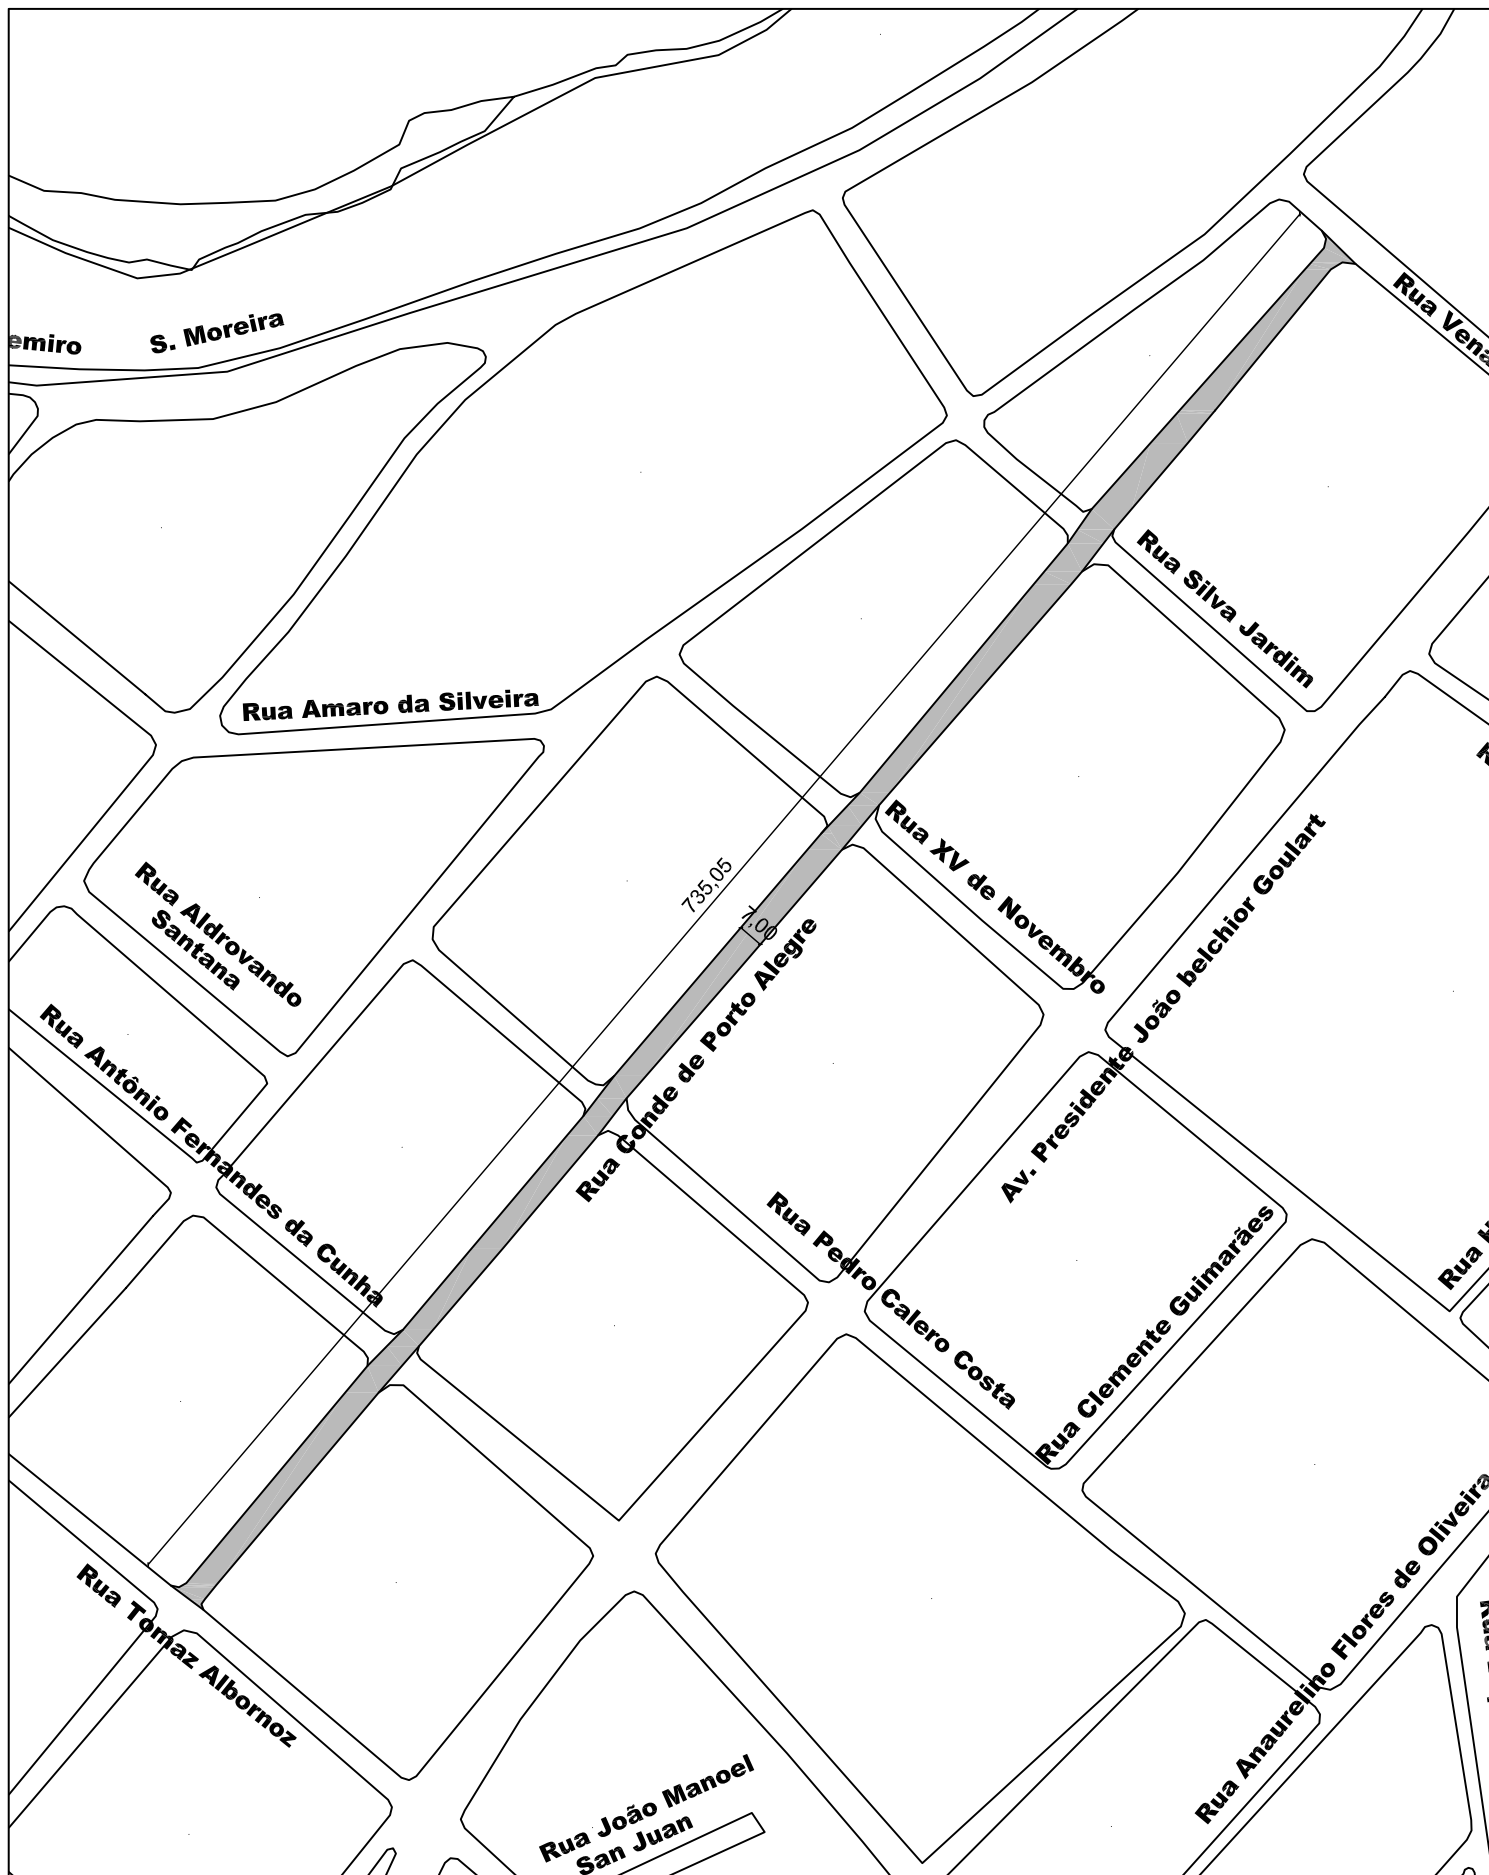 emiro
S. Moreira
Rua Vena
Rua Silva Jardim
Rua Amaro da Silveira
Rua Aldrovando
Santana
735,05
7,00
Rua XV de Novembro
Rua Conde de Porto Alegre
Av. Presidente João belchior Goulart
Rua Antônio Fernandes da Cunha
Rua Pedro Calero Costa
Rua Clemente Guimarães
Rua H
Rua Tomaz Albornoz
Rua Anaurelino Flores de Oliveira
Rua João Manoel
San Juan